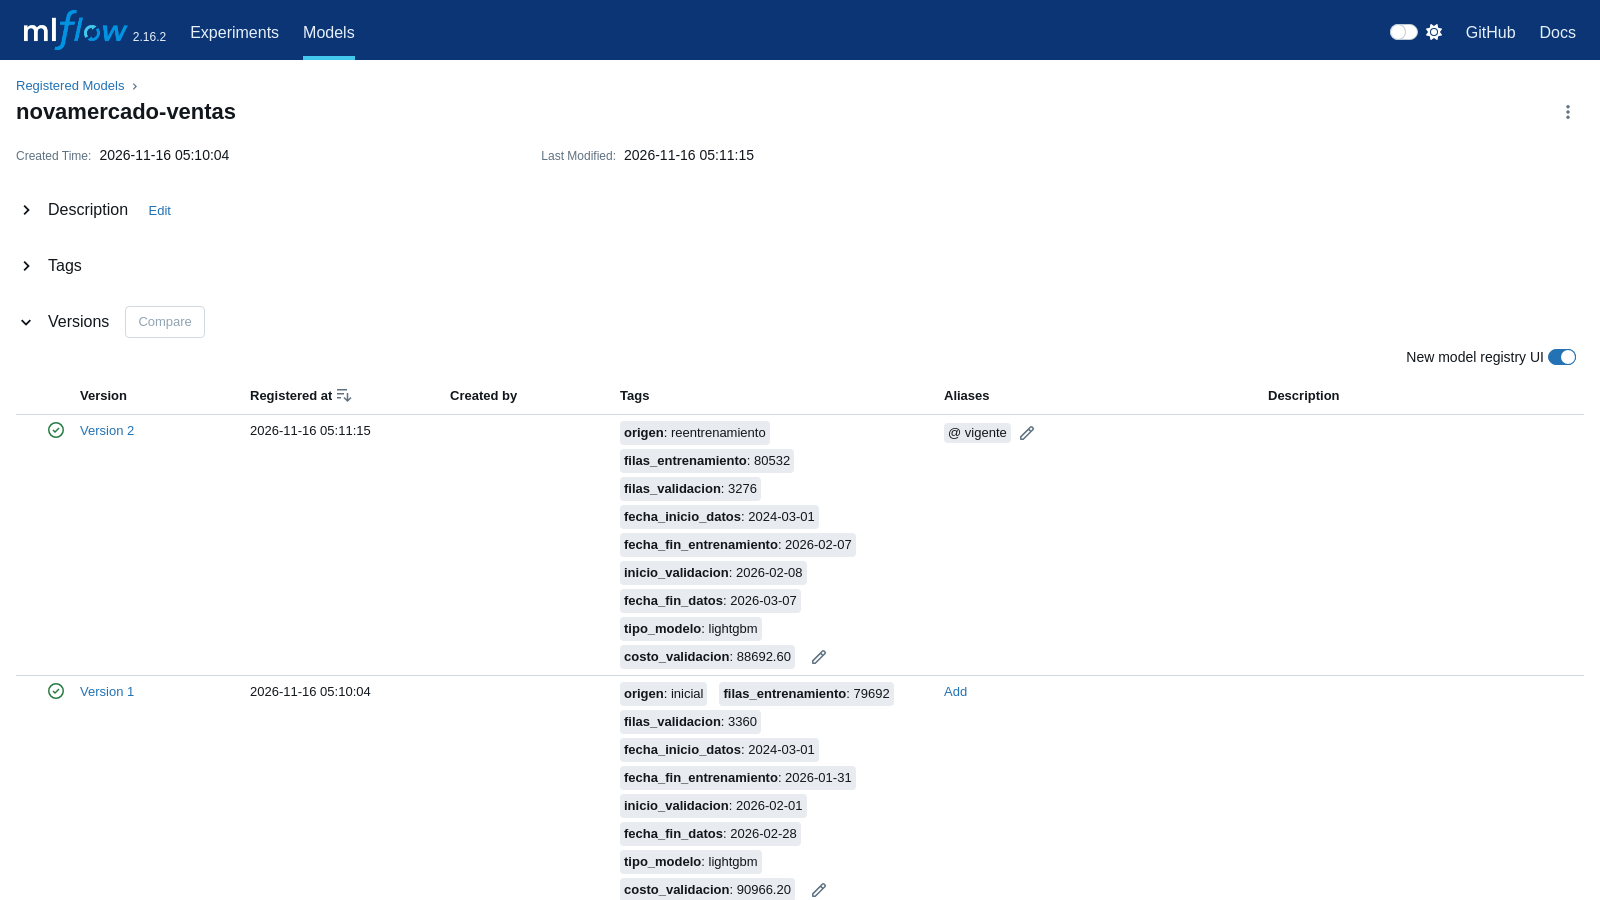 mlflow 2.16.2 Experiments Models GitHub Docs
Registered Models ›
novamercado-ventas
Created Time: 2026-11-16 05:10:04 Last Modified: 2026-11-16 05:11:15
Description Edit
Tags
Versions Compare
New model registry UI
Version Registered at Created by Tags Aliases Description
Version 2 2026-11-16 05:11:15 origen: reentrenamiento @ vigente
filas_entrenamiento: 80532
filas_validacion: 3276
fecha_inicio_datos: 2024-03-01
fecha_fin_entrenamiento: 2026-02-07
inicio_validacion: 2026-02-08
fecha_fin_datos: 2026-03-07
tipo_modelo: lightgbm
costo_validacion: 88692.60
Version 1 2026-11-16 05:10:04 origen: inicial filas_entrenamiento: 79692 Add
filas_validacion: 3360
fecha_inicio_datos: 2024-03-01
fecha_fin_entrenamiento: 2026-01-31
inicio_validacion: 2026-02-01
fecha_fin_datos: 2026-02-28
tipo_modelo: lightgbm
costo_validacion: 90966.20